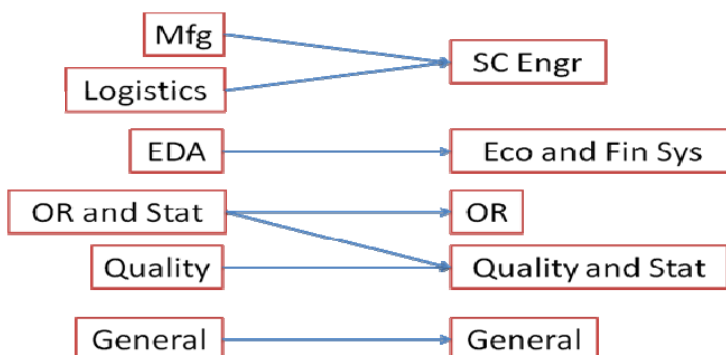 Mfg
SC Engr
Logistics
EDA
Eco and Fin Sys
OR and Stat
OR
Quality
Quality and Stat
General
General